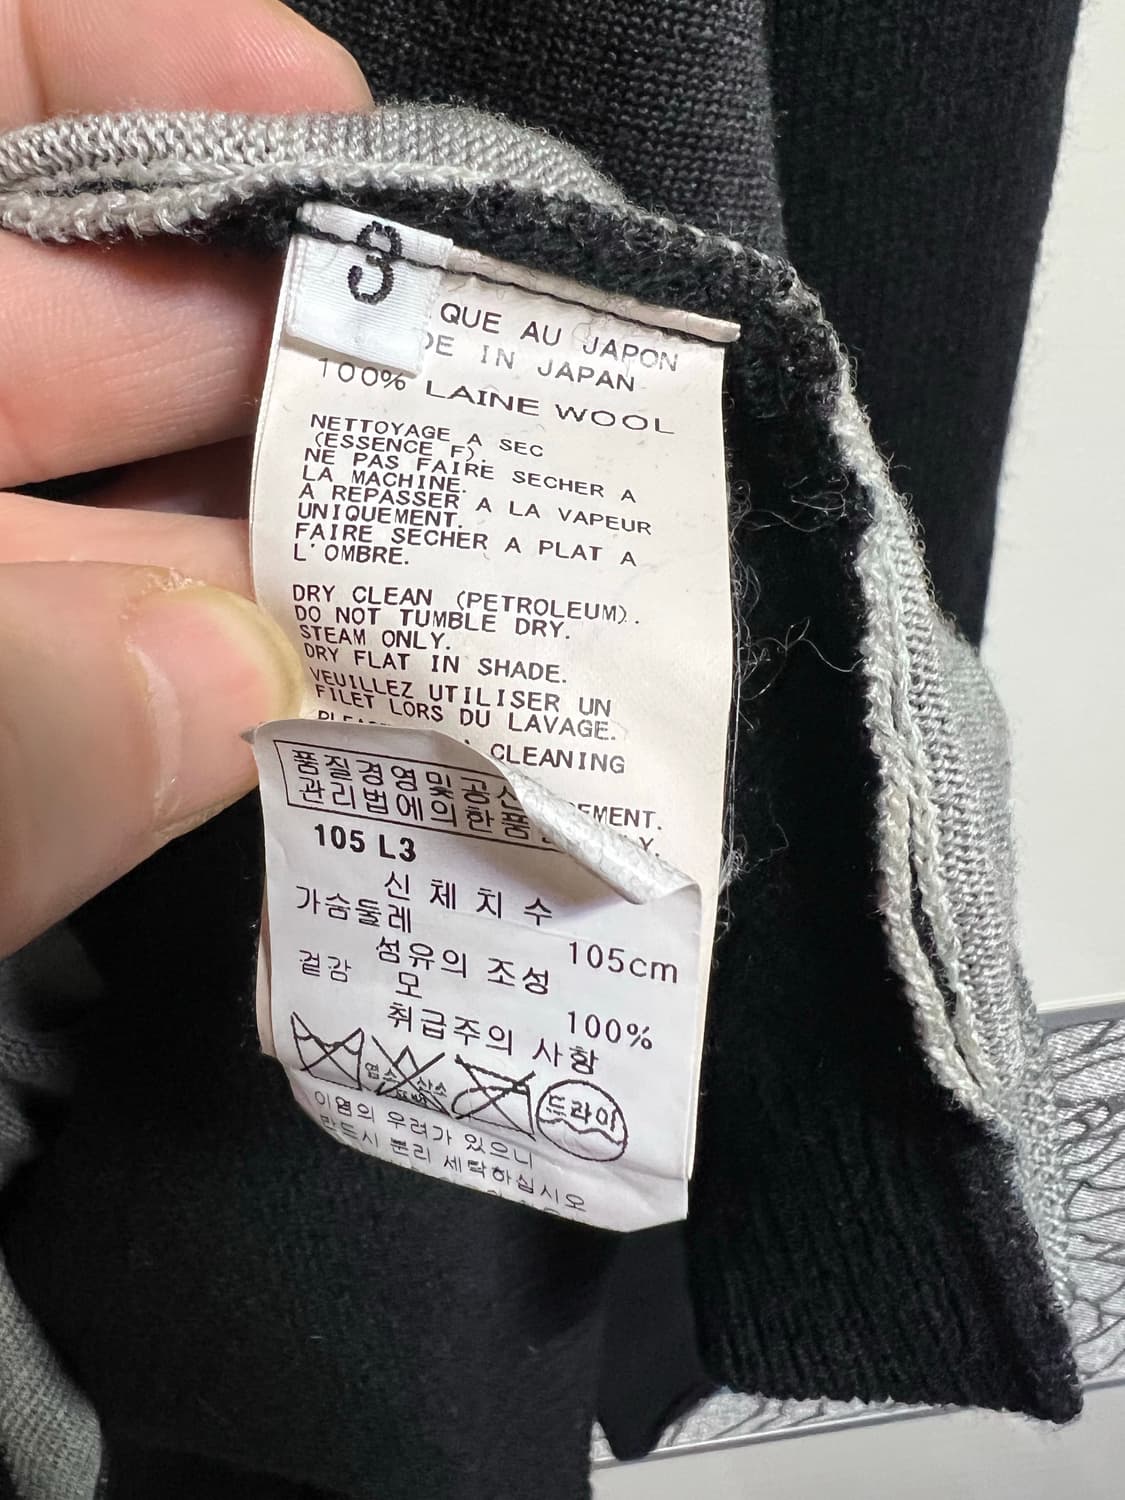 3
QUE AU JAPON
DE IN JAPAN
100% LAINE WOOL
NETTOYAGE A SEC
(ESSENCE F).
NE PAS FAIRE SECHER A
LA MACHINE.
A REPASSER A LA VAPEUR
UNIQUEMENT.
FAIRE SECHER A PLAT A
L'OMBRE.
DRY CLEAN (PETROLEUM).
DO NOT TUMBLE DRY.
STEAM ONLY.
DRY FLAT IN SHADE.
VEUILLEZ UTILISER UN
FILET LORS DU LAVAGE.
CLEANING
EMENT.
Y.
품질경영및공산
관리법에의한품
105 L3
신체치수
가슴둘레
105cm
섬유의 조성
겉감
모
100%
취급주의 사항
염소
산소
드라이
이염의 우려가 있으니
반드시 분리 세탁하십시오